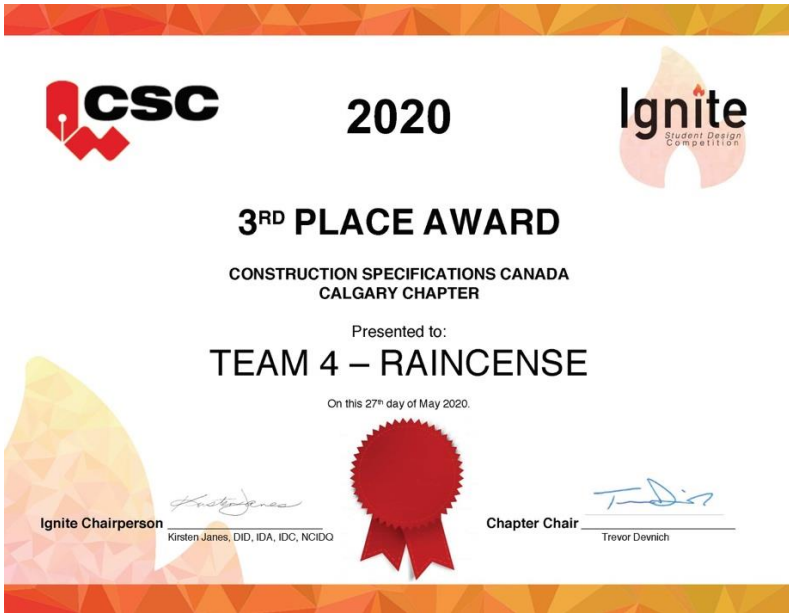 CSC
2020
Ignite
Student Design
Competition
3RD PLACE AWARD
CONSTRUCTION SPECIFICATIONS CANADA
CALGARY CHAPTER
Presented to:
TEAM 4 – RAINCENSE
On this 27th day of May 2020.
Kirsten Janes
Ignite Chairperson
Kirsten Janes, DID, IDA, IDC, NCIDQ
Chapter Chair
Trevor Devnich